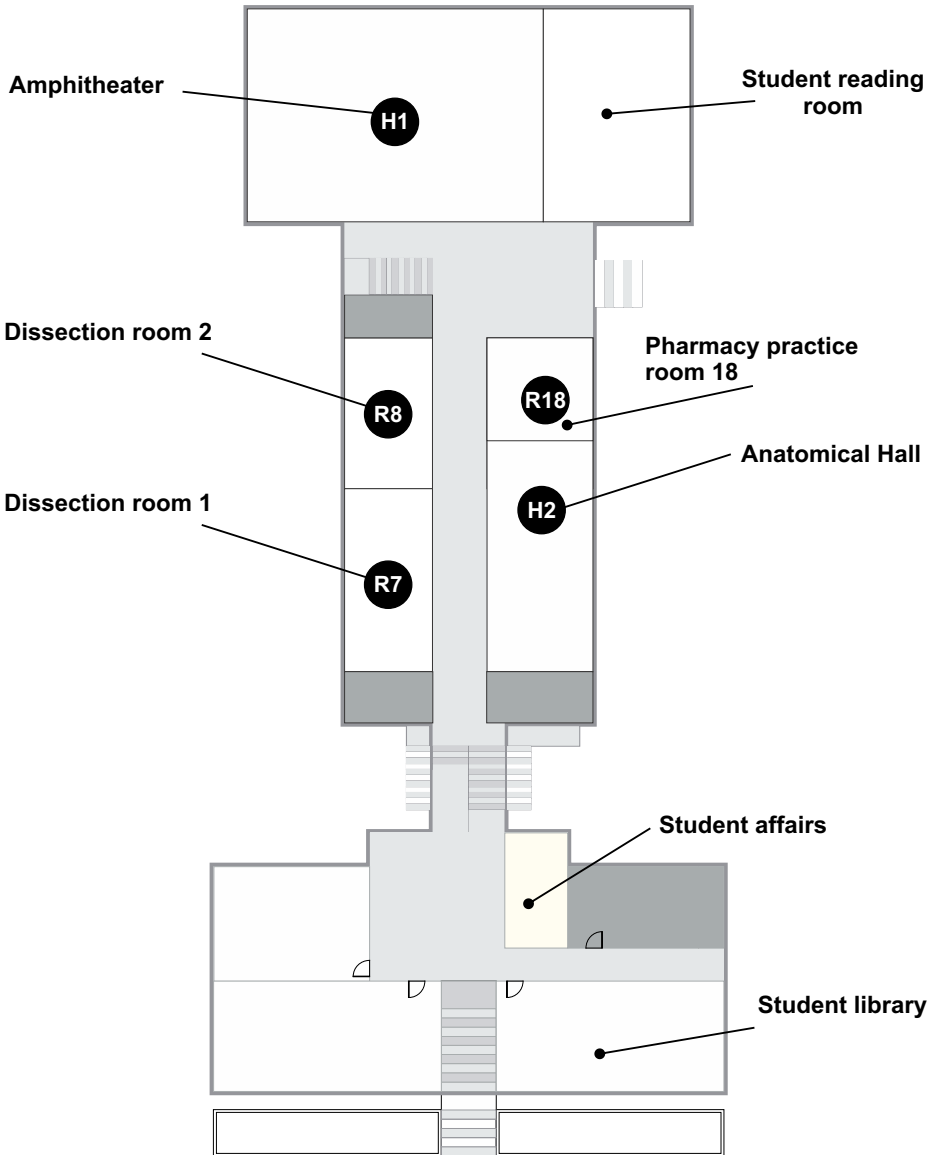 Amphitheater
H1
Student reading
room
Dissection room 2
R8
Pharmacy practice
room 18
R18
Anatomical Hall
H2
Dissection room 1
R7
Student affairs
Student library